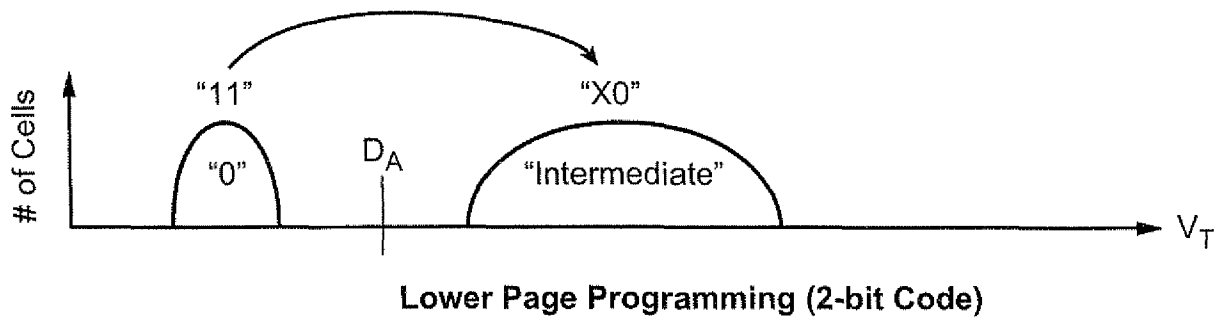 "11"
"X0"
# of Cells
"0"
D_A
"Intermediate"
V_T
Lower Page Programming (2-bit Code)